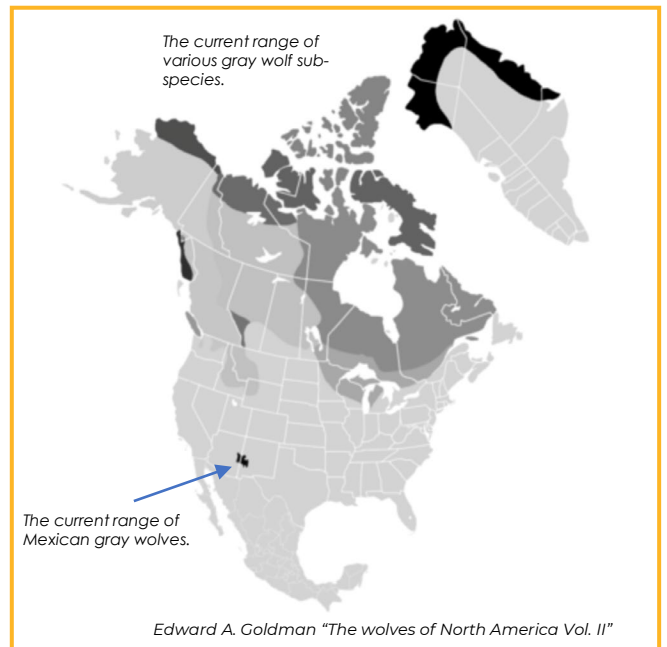 The current range of
various gray wolf sub-
species.
The current range of
Mexican gray wolves.
Edward A. Goldman “The wolves of North America Vol. II”